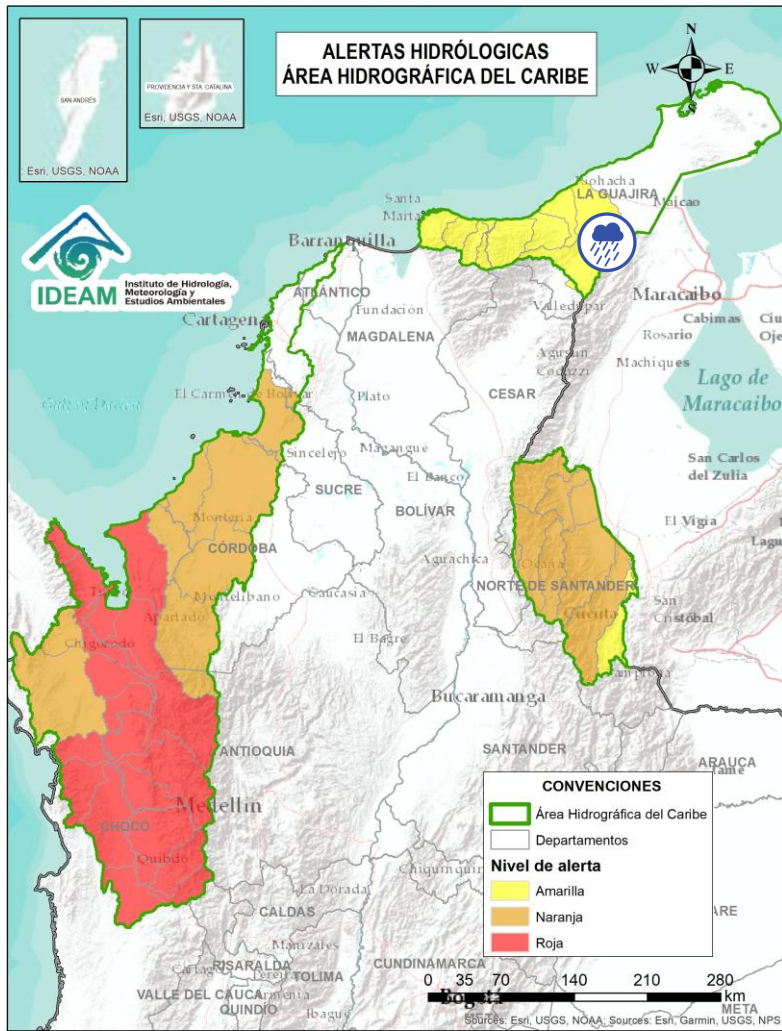 ALERTAS HIDRÓLOGICAS
ÁREA HIDROGRÁFICA DEL CARIBE
N
W E
S
SAN ANDRÉS
Esri, USGS, NOAA
PROVIDENCIA Y STA. CATALINA
Esri, USGS, NOAA
IDEAM
Instituto de Hidrología,
Meteorología y
Estudios Ambientales
Riohacha
LA GUAJIRA
Maicao
Santa
Marta
Barranquilla
ATLÁNTICO
Cartagena
Fundación
MAGDALENA
Valledupar
Maracaibo
Cabimas
Rosario
Machiques
Agustín
Codazzi
CESAR
Lago de
Maracaibo
El Carmen de Bolívar
Plato
Sincelejo
Magangue
SUCRE
El Banco
BOLÍVAR
San Carlos
del Zulia
El Vigía
Montería
CÓRDOBA
Aguachica
Ocaña
NORTE DE SANTANDER
Cúcuta
San
Cristóbal
Montelibano
Caucasia
Apartado
Chigorodo
El Bagre
Pamplona
Bucaramanga
ANTIOQUIA
SANTANDER
ARAUCA
Medellín
CHOCÓ
Quibdó
La Dorada
CALDAS
Manizales
RISARALDA
Pereira
TOLIMA
CUNDINAMARCA
VALLE DEL CAUCA
Armenia
QUINDÍO
Ibague
Bogotá
META
CONVENCIONES
Área Hidrográfica del Caribe
Departamentos
Nivel de alerta
Amarilla
Naranja
Roja
0 35 70 140 210 280
km
Sources: Esri, USGS, NOAA; Sources: Esri, Garmin, USGS, NPS